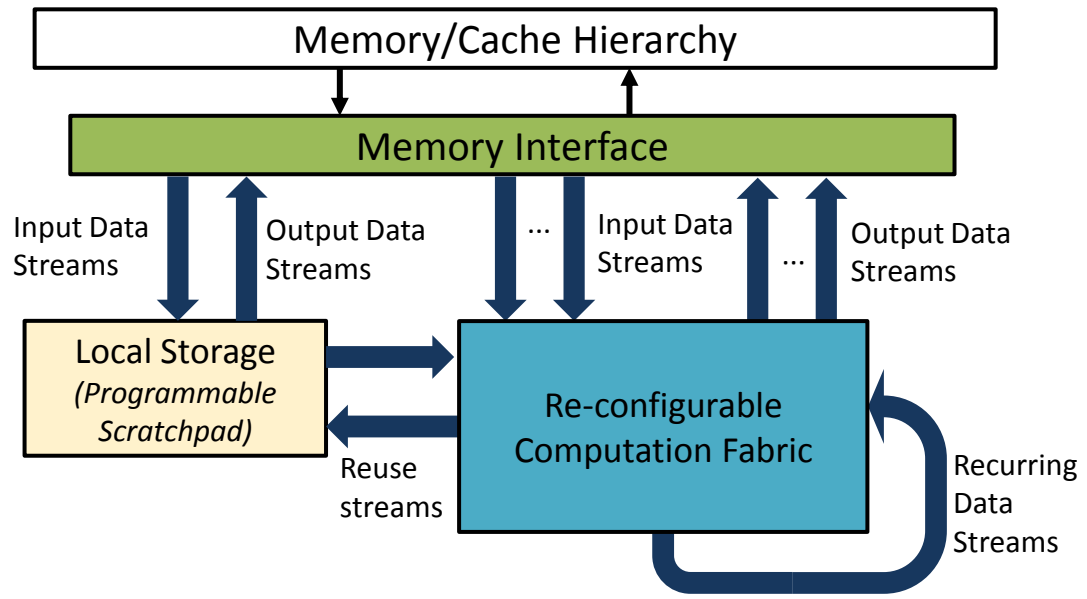 Memory/Cache Hierarchy
Memory Interface
Input Data
Streams
Output Data
Streams
...
Input Data
Streams
...
Output Data
Streams
Local Storage
(Programmable
Scratchpad)
Re-configurable
Computation Fabric
Reuse
streams
Recurring
Data
Streams